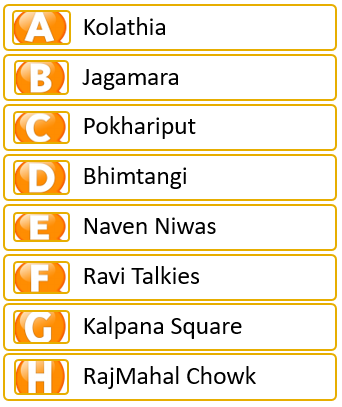 A Kolathia
B Jagamara
C Pokhariput
D Bhimtangi
E Naven Niwas
F Ravi Talkies
G Kalpana Square
H RajMahal Chowk